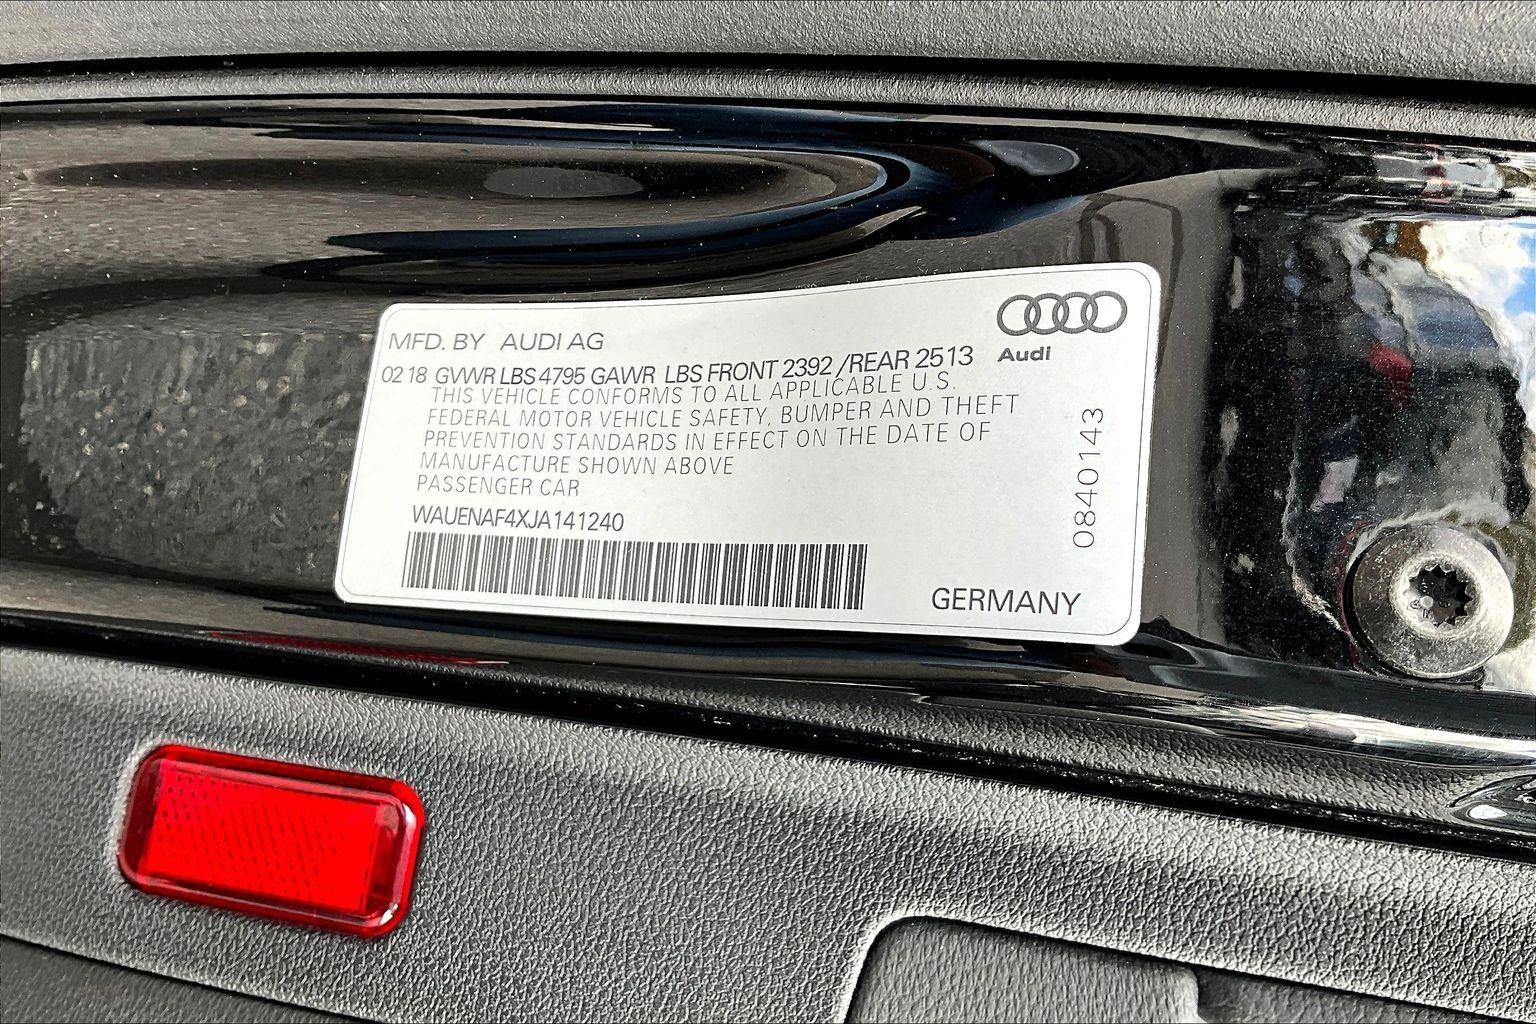 MFD. BY AUDI AG
Audi
02 18 GVWR LBS 4795 GAWR LBS FRONT 2392 /REAR 2513
THIS VEHICLE CONFORMS TO ALL APPLICABLE U.S.
FEDERAL MOTOR VEHICLE SAFETY, BUMPER AND THEFT
PREVENTION STANDARDS IN EFFECT ON THE DATE OF
MANUFACTURE SHOWN ABOVE
PASSENGER CAR
WAUENAF4XJA141240
GERMANY
0840143